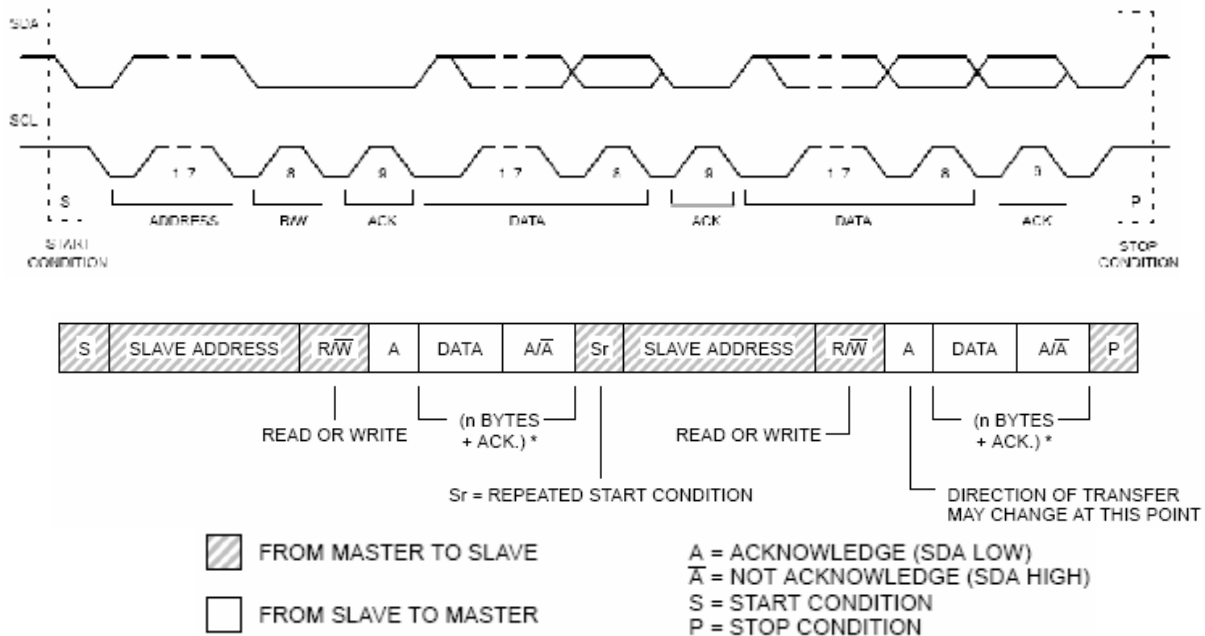 SDA
SCL
1-7 8 9 1-7 8 9 1-7 8 9
S P
ADDRESS R/W ACK DATA ACK DATA ACK
START CONDITION
STOP CONDITION
S SLAVE ADDRESS R/W̅ A DATA A/A̅ Sr SLAVE ADDRESS R/W̅ A DATA A/A̅ P
READ OR WRITE
(n BYTES + ACK.) *
READ OR WRITE
(n BYTES + ACK.) *
Sr = REPEATED START CONDITION
DIRECTION OF TRANSFER
MAY CHANGE AT THIS POINT
FROM MASTER TO SLAVE
FROM SLAVE TO MASTER
A = ACKNOWLEDGE (SDA LOW)
A̅ = NOT ACKNOWLEDGE (SDA HIGH)
S = START CONDITION
P = STOP CONDITION